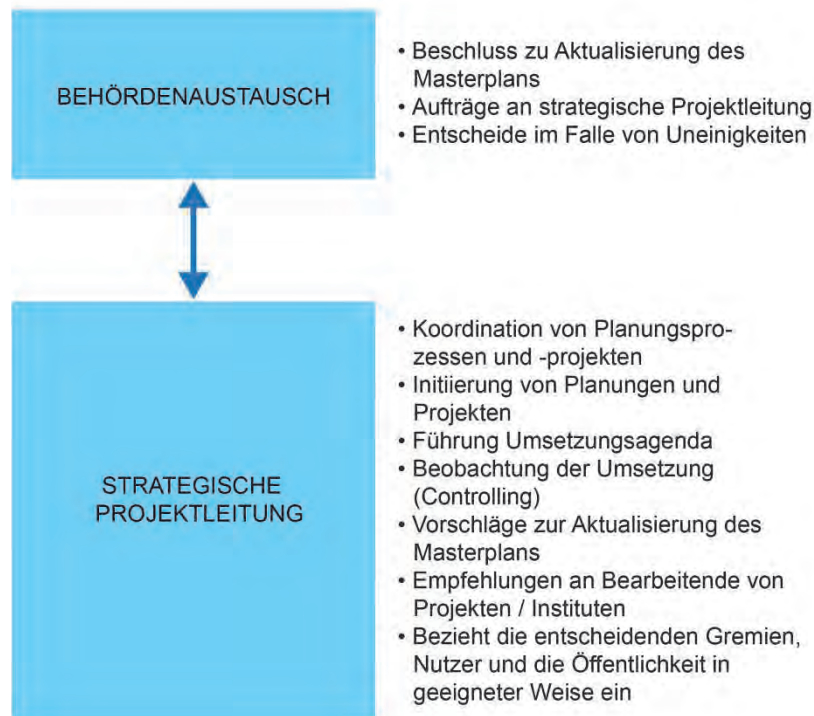 BEHÖRDENAUSTAUSCH
• Beschluss zu Aktualisierung des
Masterplans
• Aufträge an strategische Projektleitung
• Entscheide im Falle von Uneinigkeiten
STRATEGISCHE
PROJEKTLEITUNG
• Koordination von Planungspro-
zessen und -projekten
• Initiierung von Planungen und
Projekten
• Führung Umsetzungsagenda
• Beobachtung der Umsetzung
(Controlling)
• Vorschläge zur Aktualisierung des
Masterplans
• Empfehlungen an Bearbeitende von
Projekten / Instituten
• Bezieht die entscheidenden Gremien,
Nutzer und die Öffentlichkeit in
geeigneter Weise ein